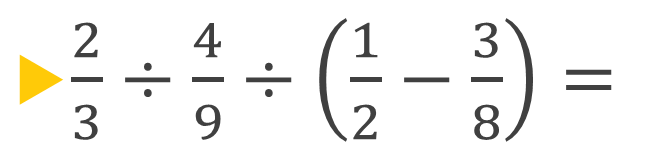 2/3 ÷ 4/9 ÷ (1/2 − 3/8) =